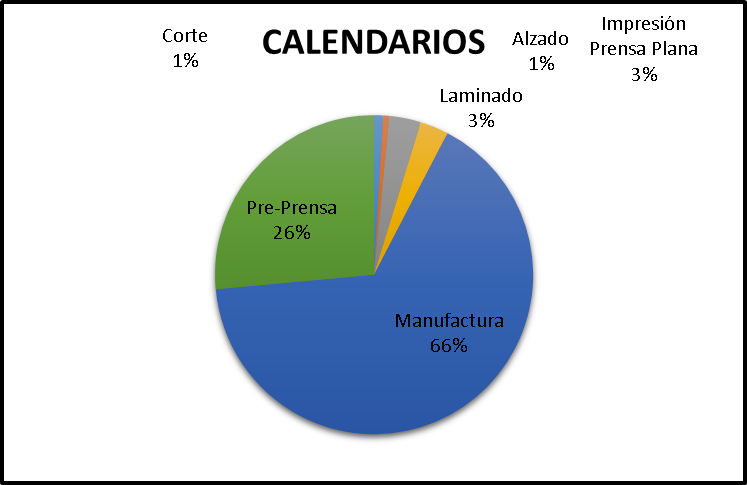 CALENDARIOS
Corte
1%
Alzado
1%
Impresión
Prensa Plana
3%
Laminado
3%
Pre-Prensa
26%
Manufactura
66%